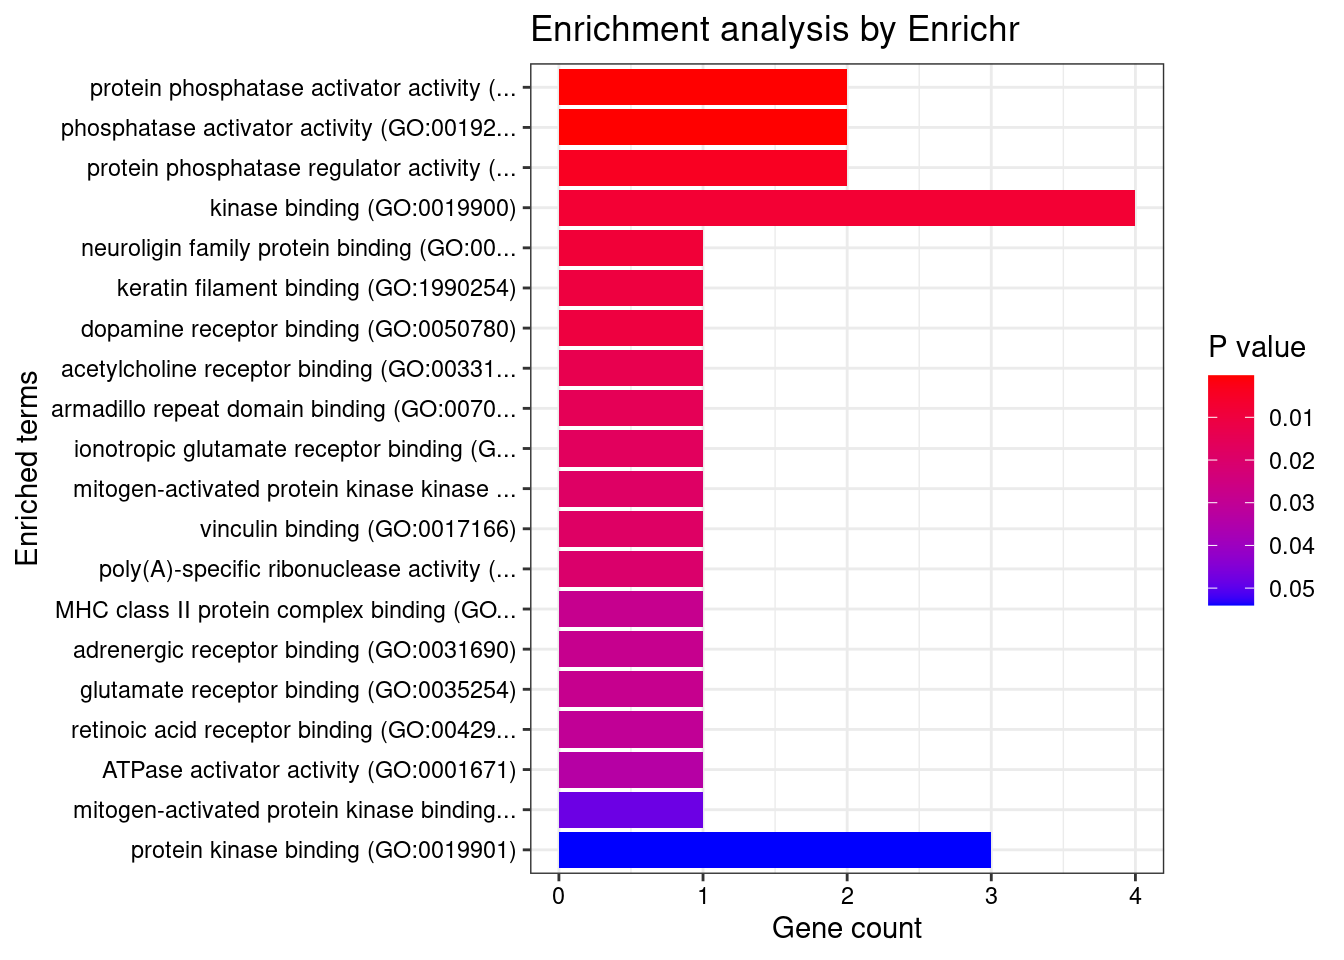 Enrichment analysis by Enrichr
protein phosphatase activator activity (...
phosphatase activator activity (GO:00192...
protein phosphatase regulator activity (...
kinase binding (GO:0019900)
neuroligin family protein binding (GO:00...
keratin filament binding (GO:1990254)
dopamine receptor binding (GO:0050780)
acetylcholine receptor binding (GO:00331...
armadillo repeat domain binding (GO:0070...
ionotropic glutamate receptor binding (G...
mitogen-activated protein kinase kinase ...
vinculin binding (GO:0017166)
poly(A)-specific ribonuclease activity (...
MHC class II protein complex binding (GO...
adrenergic receptor binding (GO:0031690)
glutamate receptor binding (GO:0035254)
retinoic acid receptor binding (GO:00429...
ATPase activator activity (GO:0001671)
mitogen-activated protein kinase binding...
protein kinase binding (GO:0019901)
Enriched terms
0 1 2 3 4
Gene count
P value
0.01
0.02
0.03
0.04
0.05